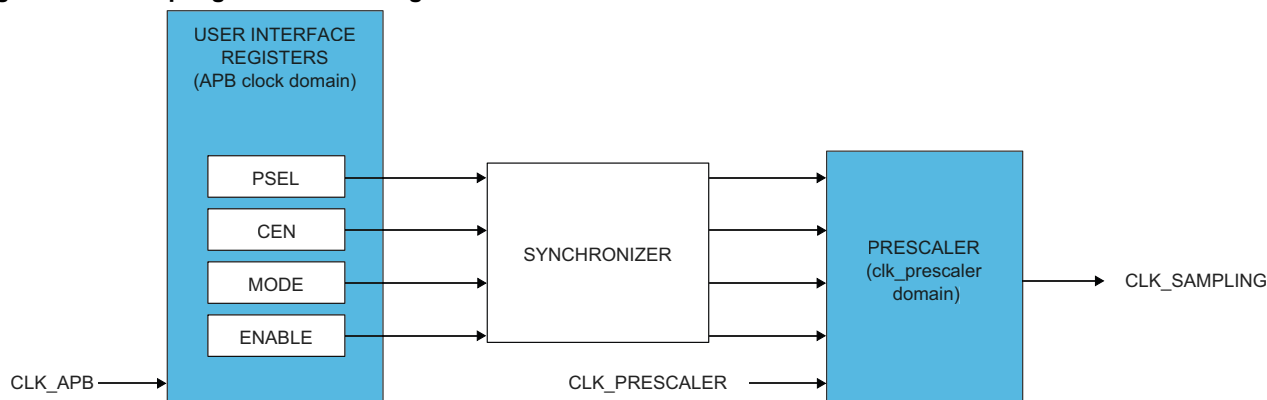 USER INTERFACE
REGISTERS
(APB clock domain)
PSEL
CEN
MODE
ENABLE
SYNCHRONIZER
PRESCALER
(clk_prescaler
domain)
CLK_SAMPLING
CLK_APB
CLK_PRESCALER